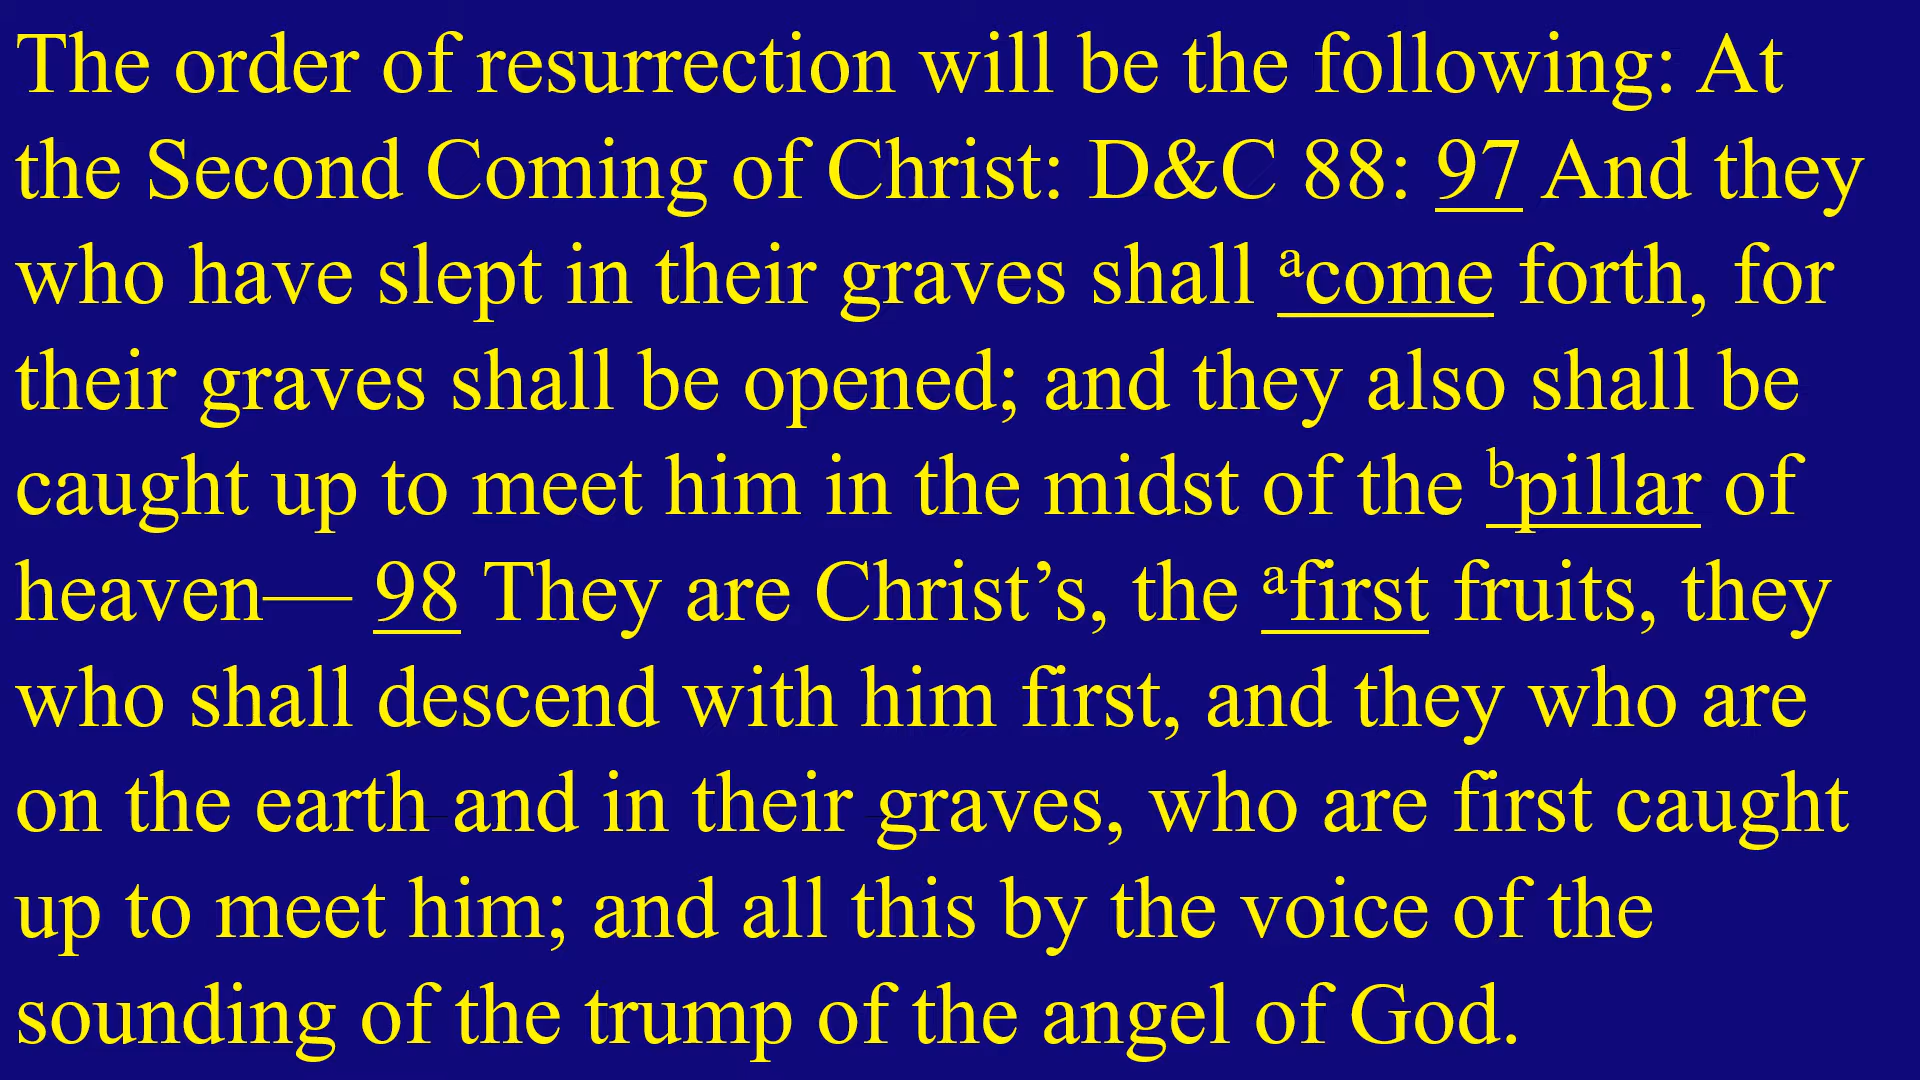 The order of resurrection will be the following: At
the Second Coming of Christ: D&C 88: 97 And they
who have slept in their graves shall ᵃcome forth, for
their graves shall be opened; and they also shall be
caught up to meet him in the midst of the ᵇpillar of
heaven— 98 They are Christ’s, the ᵃfirst fruits, they
who shall descend with him first, and they who are
on the earth and in their graves, who are first caught
up to meet him; and all this by the voice of the
sounding of the trump of the angel of God.